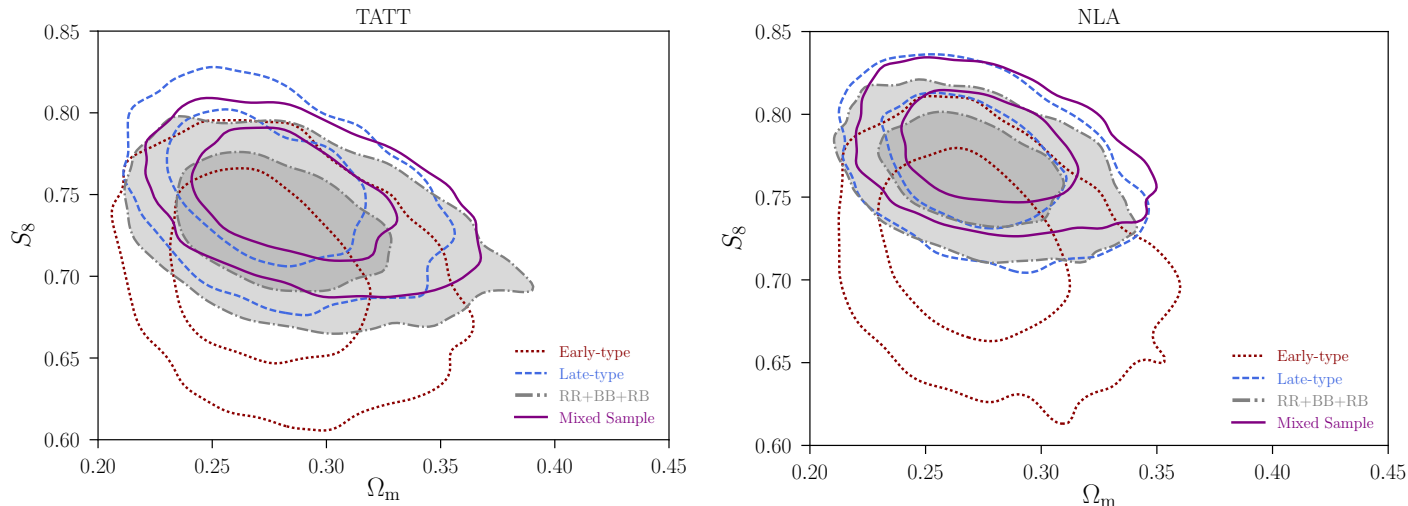 TATT
0.85
0.80
0.75
0.70
0.65
0.60
S8
0.20 0.25 0.30 0.35 0.40 0.45
Ωm
Early-type
Late-type
RR+BB+RB
Mixed Sample
NLA
0.85
0.80
0.75
0.70
0.65
0.60
S8
0.20 0.25 0.30 0.35 0.40 0.45
Ωm
Early-type
Late-type
RR+BB+RB
Mixed Sample